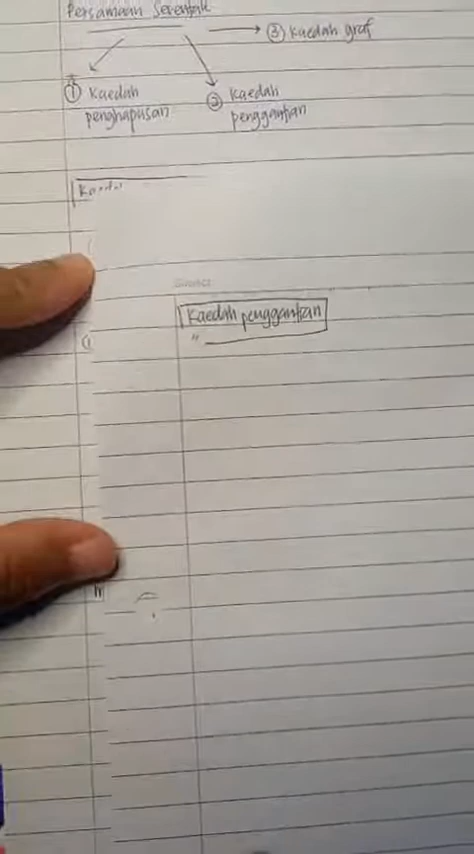 Persamaan Serentak
③ Kaedah graf
① Kaedah
penghapusan
② Kaedah
penggantian
Kaedah penggantian